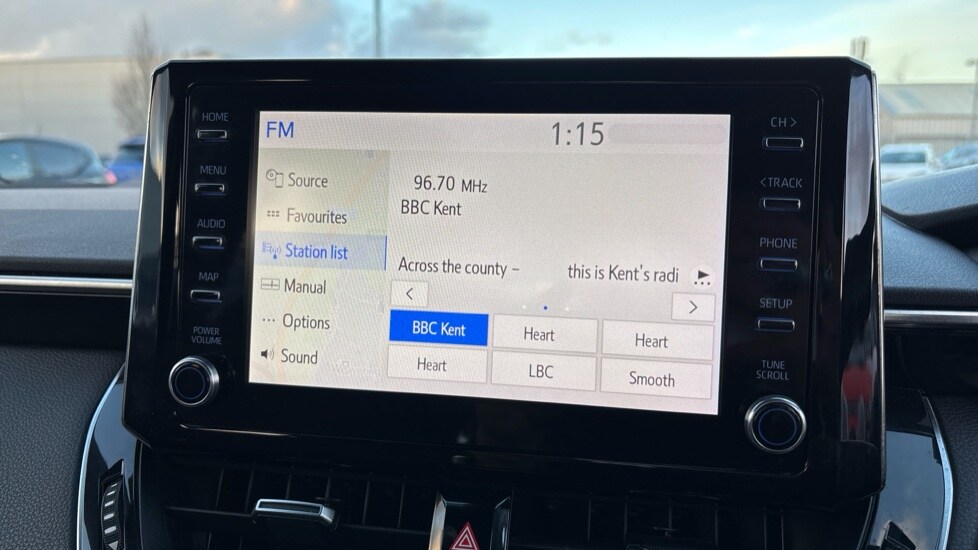 HOME
MENU
AUDIO
MAP
POWER
VOLUME
FM
1:15
Source
Favourites
Station list
Manual
Options
Sound
96.70 MHz
BBC Kent
Across the county – this is Kent's radi
BBC Kent
Heart
Heart
Heart
LBC
Smooth
CH >
< TRACK
PHONE
SETUP
TUNE
SCROLL